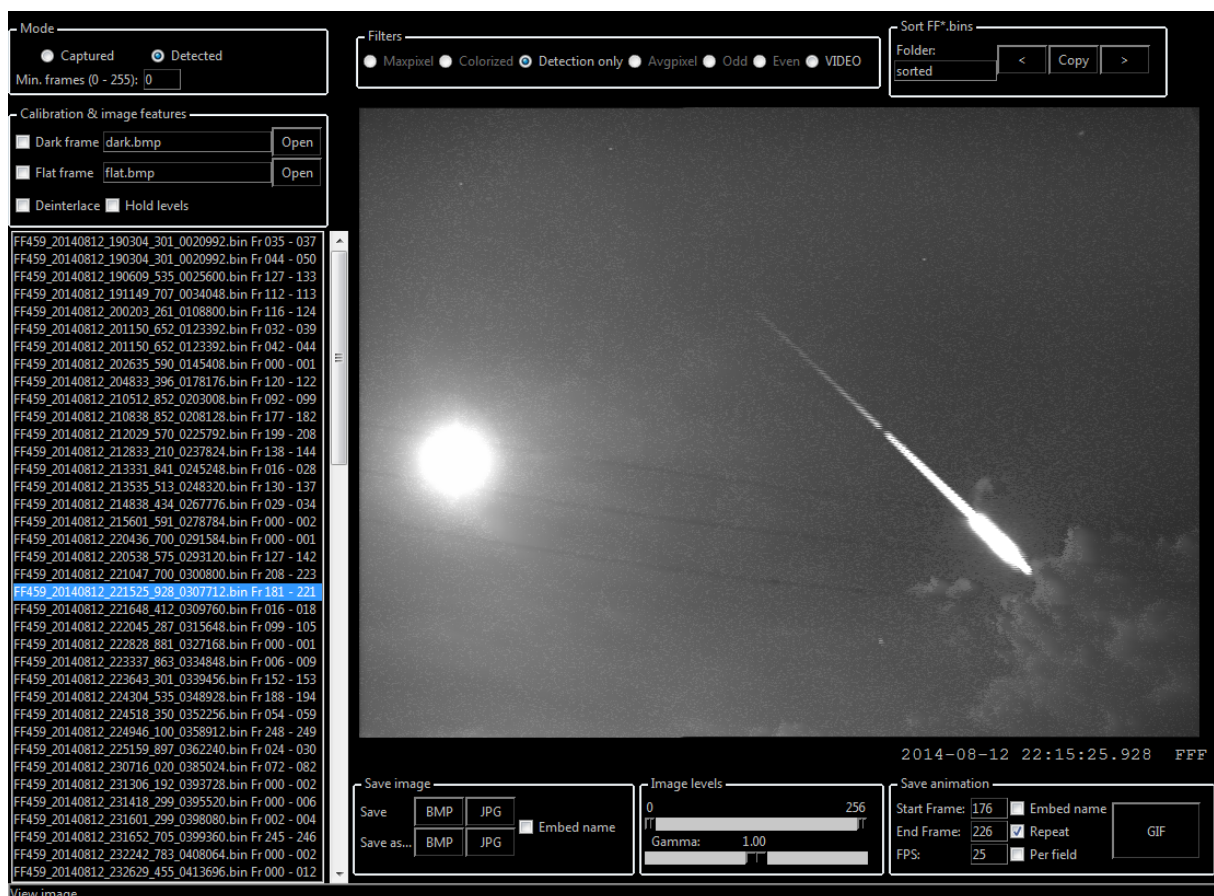 Mode
Captured Detected
Min. frames (0 - 255): 0
Filters
Maxpixel Colorized Detection only Avgpixel Odd Even VIDEO
Sort FF*.bins
Folder:
sorted < Copy >
Calibration & image features
Dark frame dark.bmp Open
Flat frame flat.bmp Open
Deinterlace Hold levels
FF459_20140812_190304_301_0020992.bin Fr 035 - 037
FF459_20140812_190304_301_0020992.bin Fr 044 - 050
FF459_20140812_190609_535_0025600.bin Fr 127 - 133
FF459_20140812_191149_707_0034048.bin Fr 112 - 113
FF459_20140812_200203_261_0108800.bin Fr 116 - 124
FF459_20140812_201150_652_0123392.bin Fr 032 - 039
FF459_20140812_201150_652_0123392.bin Fr 042 - 044
FF459_20140812_202635_590_0145408.bin Fr 000 - 001
FF459_20140812_204833_396_0178176.bin Fr 120 - 122
FF459_20140812_210512_852_0203008.bin Fr 092 - 099
FF459_20140812_210838_852_0208128.bin Fr 177 - 182
FF459_20140812_212029_570_0225792.bin Fr 199 - 208
FF459_20140812_212833_210_0237824.bin Fr 138 - 144
FF459_20140812_213331_841_0245248.bin Fr 016 - 028
FF459_20140812_213535_513_0248320.bin Fr 130 - 137
FF459_20140812_214838_434_0267776.bin Fr 029 - 034
FF459_20140812_215601_591_0278784.bin Fr 000 - 002
FF459_20140812_220436_700_0291584.bin Fr 000 - 001
FF459_20140812_220538_575_0293120.bin Fr 127 - 142
FF459_20140812_221047_700_0300800.bin Fr 208 - 223
FF459_20140812_221525_928_0307712.bin Fr 181 - 221
FF459_20140812_221648_412_0309760.bin Fr 016 - 018
FF459_20140812_222045_287_0315648.bin Fr 099 - 105
FF459_20140812_222828_881_0327168.bin Fr 000 - 001
FF459_20140812_223337_863_0334848.bin Fr 006 - 009
FF459_20140812_223643_301_0339456.bin Fr 152 - 153
FF459_20140812_224304_535_0348928.bin Fr 188 - 194
FF459_20140812_224518_350_0352256.bin Fr 054 - 059
FF459_20140812_224946_100_0358912.bin Fr 248 - 249
FF459_20140812_225159_897_0362240.bin Fr 024 - 030
FF459_20140812_230716_020_0385024.bin Fr 072 - 082
FF459_20140812_231306_192_0393728.bin Fr 000 - 002
FF459_20140812_231418_299_0395520.bin Fr 000 - 006
FF459_20140812_231601_299_0398080.bin Fr 002 - 004
FF459_20140812_231652_705_0399360.bin Fr 245 - 246
FF459_20140812_232242_783_0408064.bin Fr 000 - 002
FF459_20140812_232629_455_0413696.bin Fr 000 - 012
2014-08-12 22:15:25.928 FFF
Save image
Save BMP JPG
Save as... BMP JPG
Embed name
Image levels
0 256
Gamma: 1.00
Save animation
Start Frame: 176 Embed name
End Frame: 226 Repeat
FPS: 25 Per field
GIF
View image